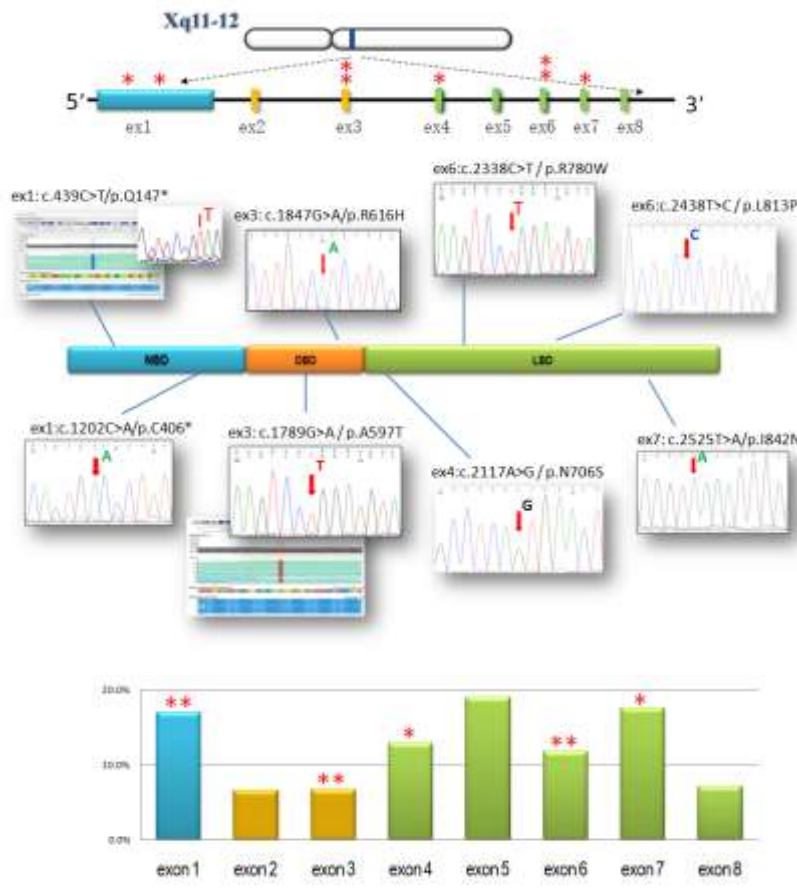 Xq11-12
* * * * * * * *
5’ 3’
ex1 ex2 ex3 ex4 ex5 ex6 ex7 ex8
ex6:c.2338C>T/p.R780W
ex1:c.439C>T/p.Q147*
ex3:c.1847G>A/p.R616H
ex6:c.2438T>C/p.L813P
T
A
T
C
NBD DBD LBD
ex1:c.1202C>A/p.C406*
ex3:c.1789G>A/p.A597T
ex4:c.2117A>G/p.N706S
ex7:c.2525T>A/p.I842N
A
T
G
A
20.0%
** * ** *
**
10.0%
0.0%
exon1 exon2 exon3 exon4 exon5 exon6 exon7 exon8